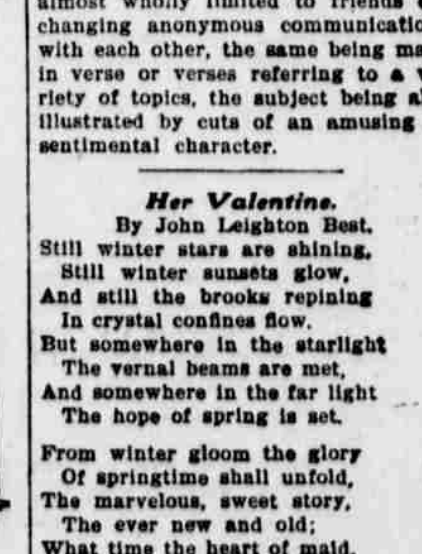 almost wholly limited to friends
changing anonymous communicatio
with each other, the same being ma
in verse or verses referring to a v
riety of topics, the subject being a
illustrated by cuts of an amusing
sentimental character.
Her Valentine.
By John Leighton Best.
Still winter stars are shining,
Still winter sunsets glow,
And still the brooks repining
In crystal confines flow.
But somewhere in the starlight
The vernal beams are met,
And somewhere in the far light
The hope of spring is set.
From winter gloom the glory
Of springtime shall unfold,
The marvelous, sweet story,
The ever new and old;
What time the heart of maid,